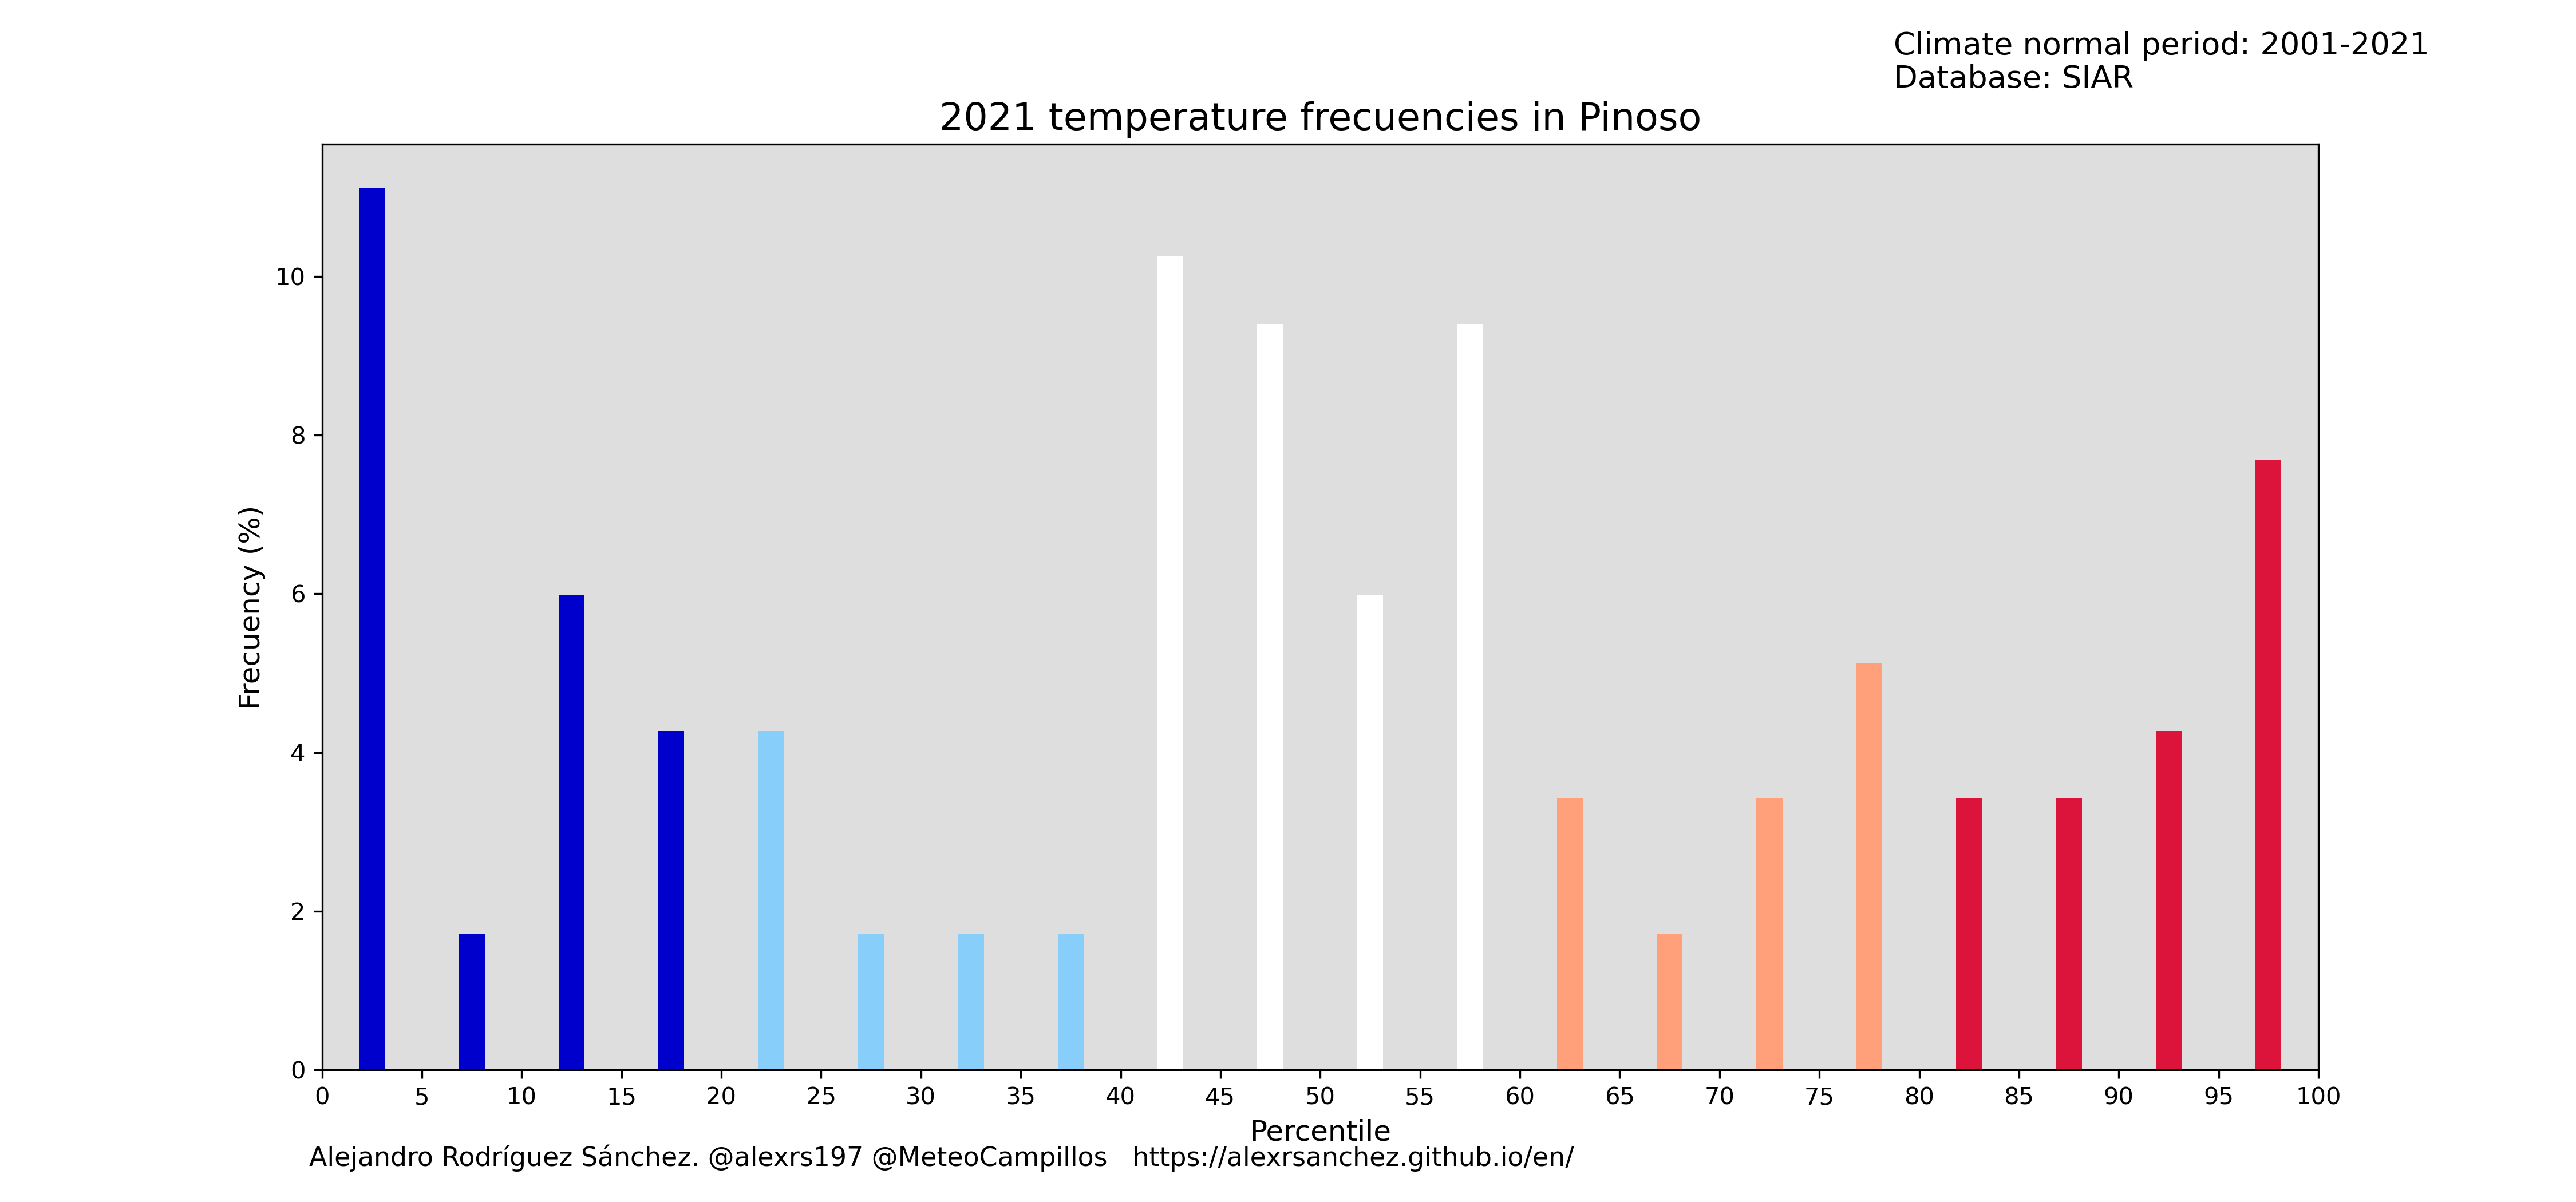 Climate normal period: 2001-2021
Database: SIAR
2021 temperature frecuencies in Pinoso
Frecuency (%)
10
8
6
4
2
0
0 5 10 15 20 25 30 35 40 45 50 55 60 65 70 75 80 85 90 95 100
Percentile
Alejandro Rodríguez Sánchez. @alexrs197 @MeteoCampillos https://alexrsanchez.github.io/en/